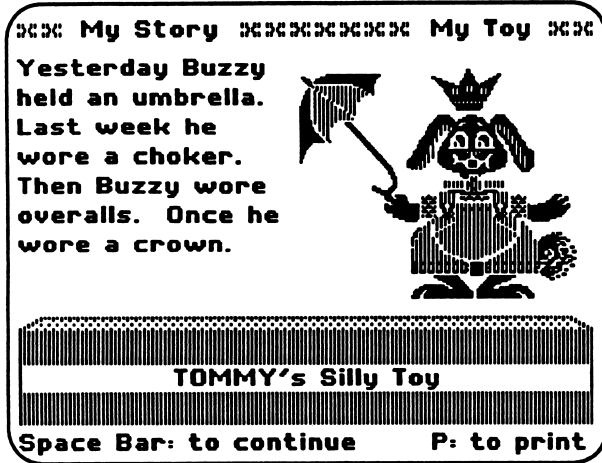 My Story My Toy
Yesterday Buzzy
held an umbrella.
Last week he
wore a choker.
Then Buzzy wore
overalls. Once he
wore a crown.
TOMMY's Silly Toy
Space Bar: to continue P: to print